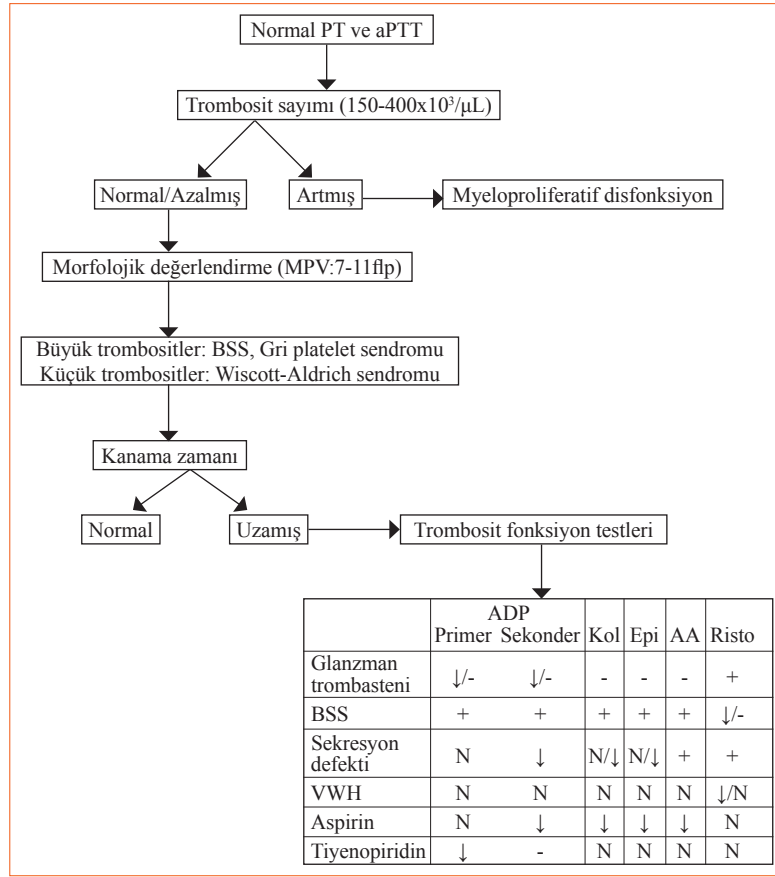 Normal PT ve aPTT
Trombosit sayımı (150-400x10³/µL)
Normal/Azalmış Artmış Myeloproliferatif disfonksiyon
Morfolojik değerlendirme (MPV:7-11flp)
Büyük trombositler: BSS, Gri platelet sendromu
Küçük trombositler: Wiscott-Aldrich sendromu
Kanama zamanı
Normal Uzamış Trombosit fonksiyon testleri
ADP
Primer Sekonder Kol Epi AA Risto
Glanzman
trombasteni ↓/- ↓/- - - - +
BSS + + + + + ↓/-
Sekresyon
defekti N ↓ N/↓ N/↓ + +
VWH N N N N N ↓/N
Aspirin N ↓ ↓ ↓ ↓ N
Tiyenopiridin ↓ - N N N N